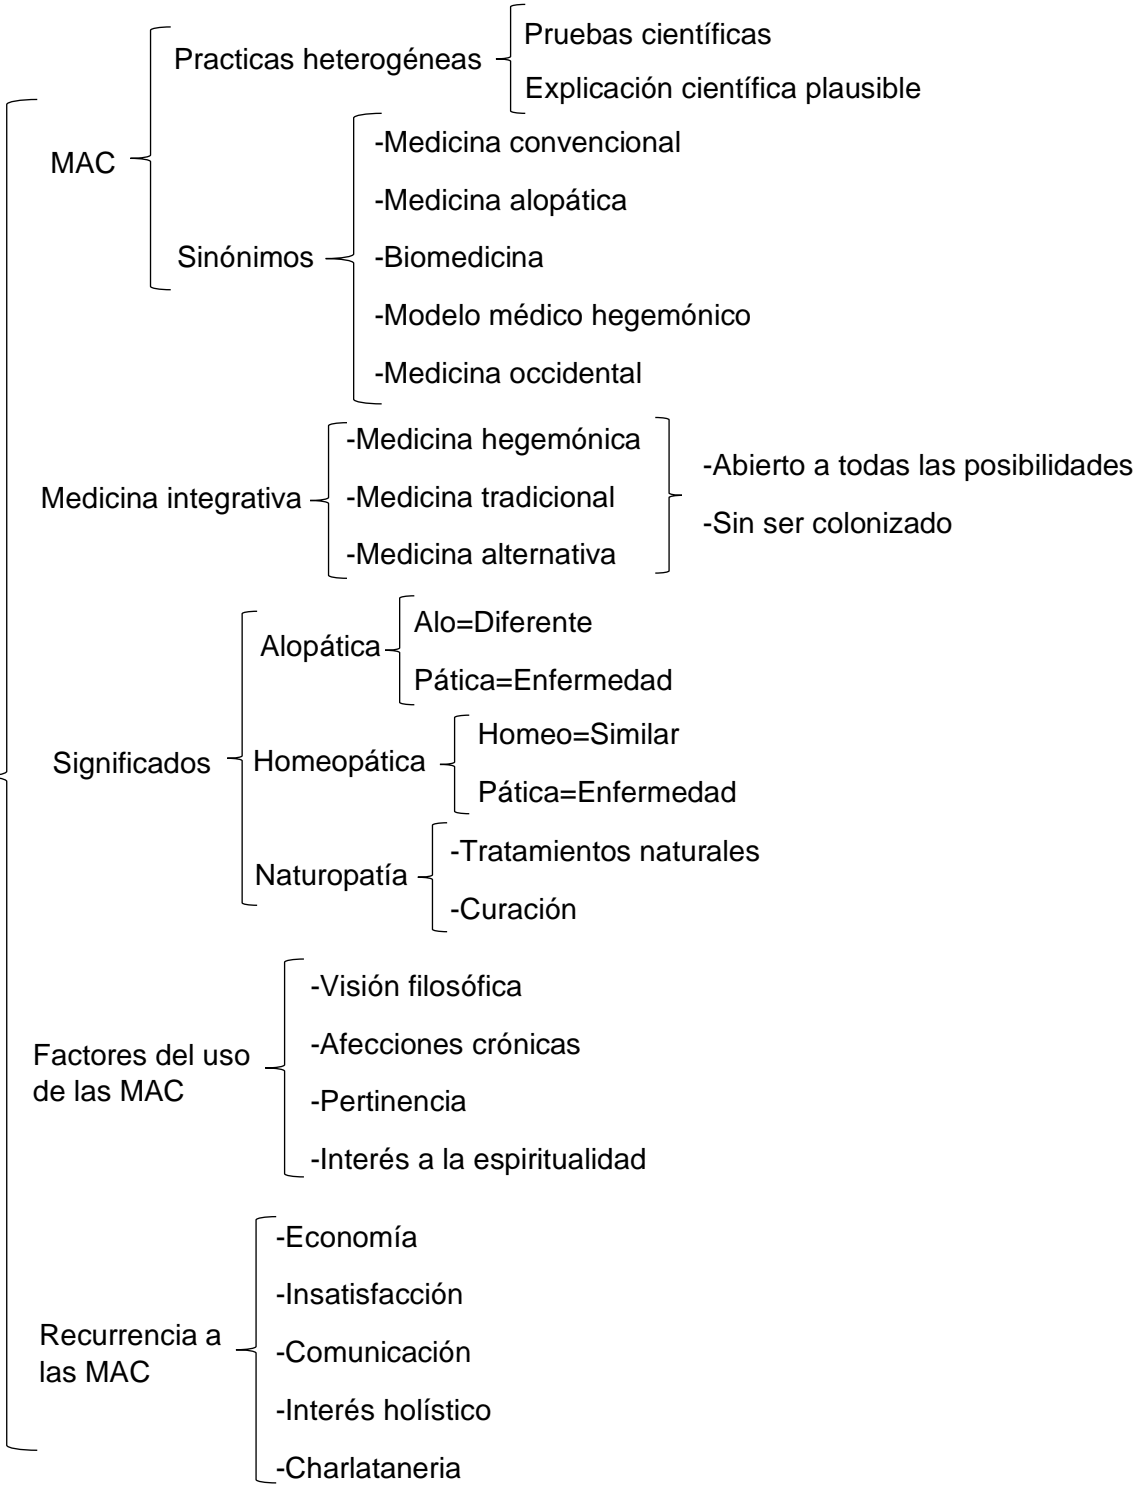 MAC
Practicas heterogéneas
Pruebas científicas
Explicación científica plausible
Sinónimos
-Medicina convencional
-Medicina alopática
-Biomedicina
-Modelo médico hegemónico
-Medicina occidental
Medicina integrativa
-Medicina hegemónica
-Medicina tradicional
-Medicina alternativa
-Abierto a todas las posibilidades
-Sin ser colonizado
Significados
Alopática
Alo=Diferente
Pática=Enfermedad
Homeopática
Homeo=Similar
Pática=Enfermedad
Naturopatía
-Tratamientos naturales
-Curación
Factores del uso
de las MAC
-Visión filosófica
-Afecciones crónicas
-Pertinencia
-Interés a la espiritualidad
Recurrencia a
las MAC
-Economía
-Insatisfacción
-Comunicación
-Interés holístico
-Charlataneria